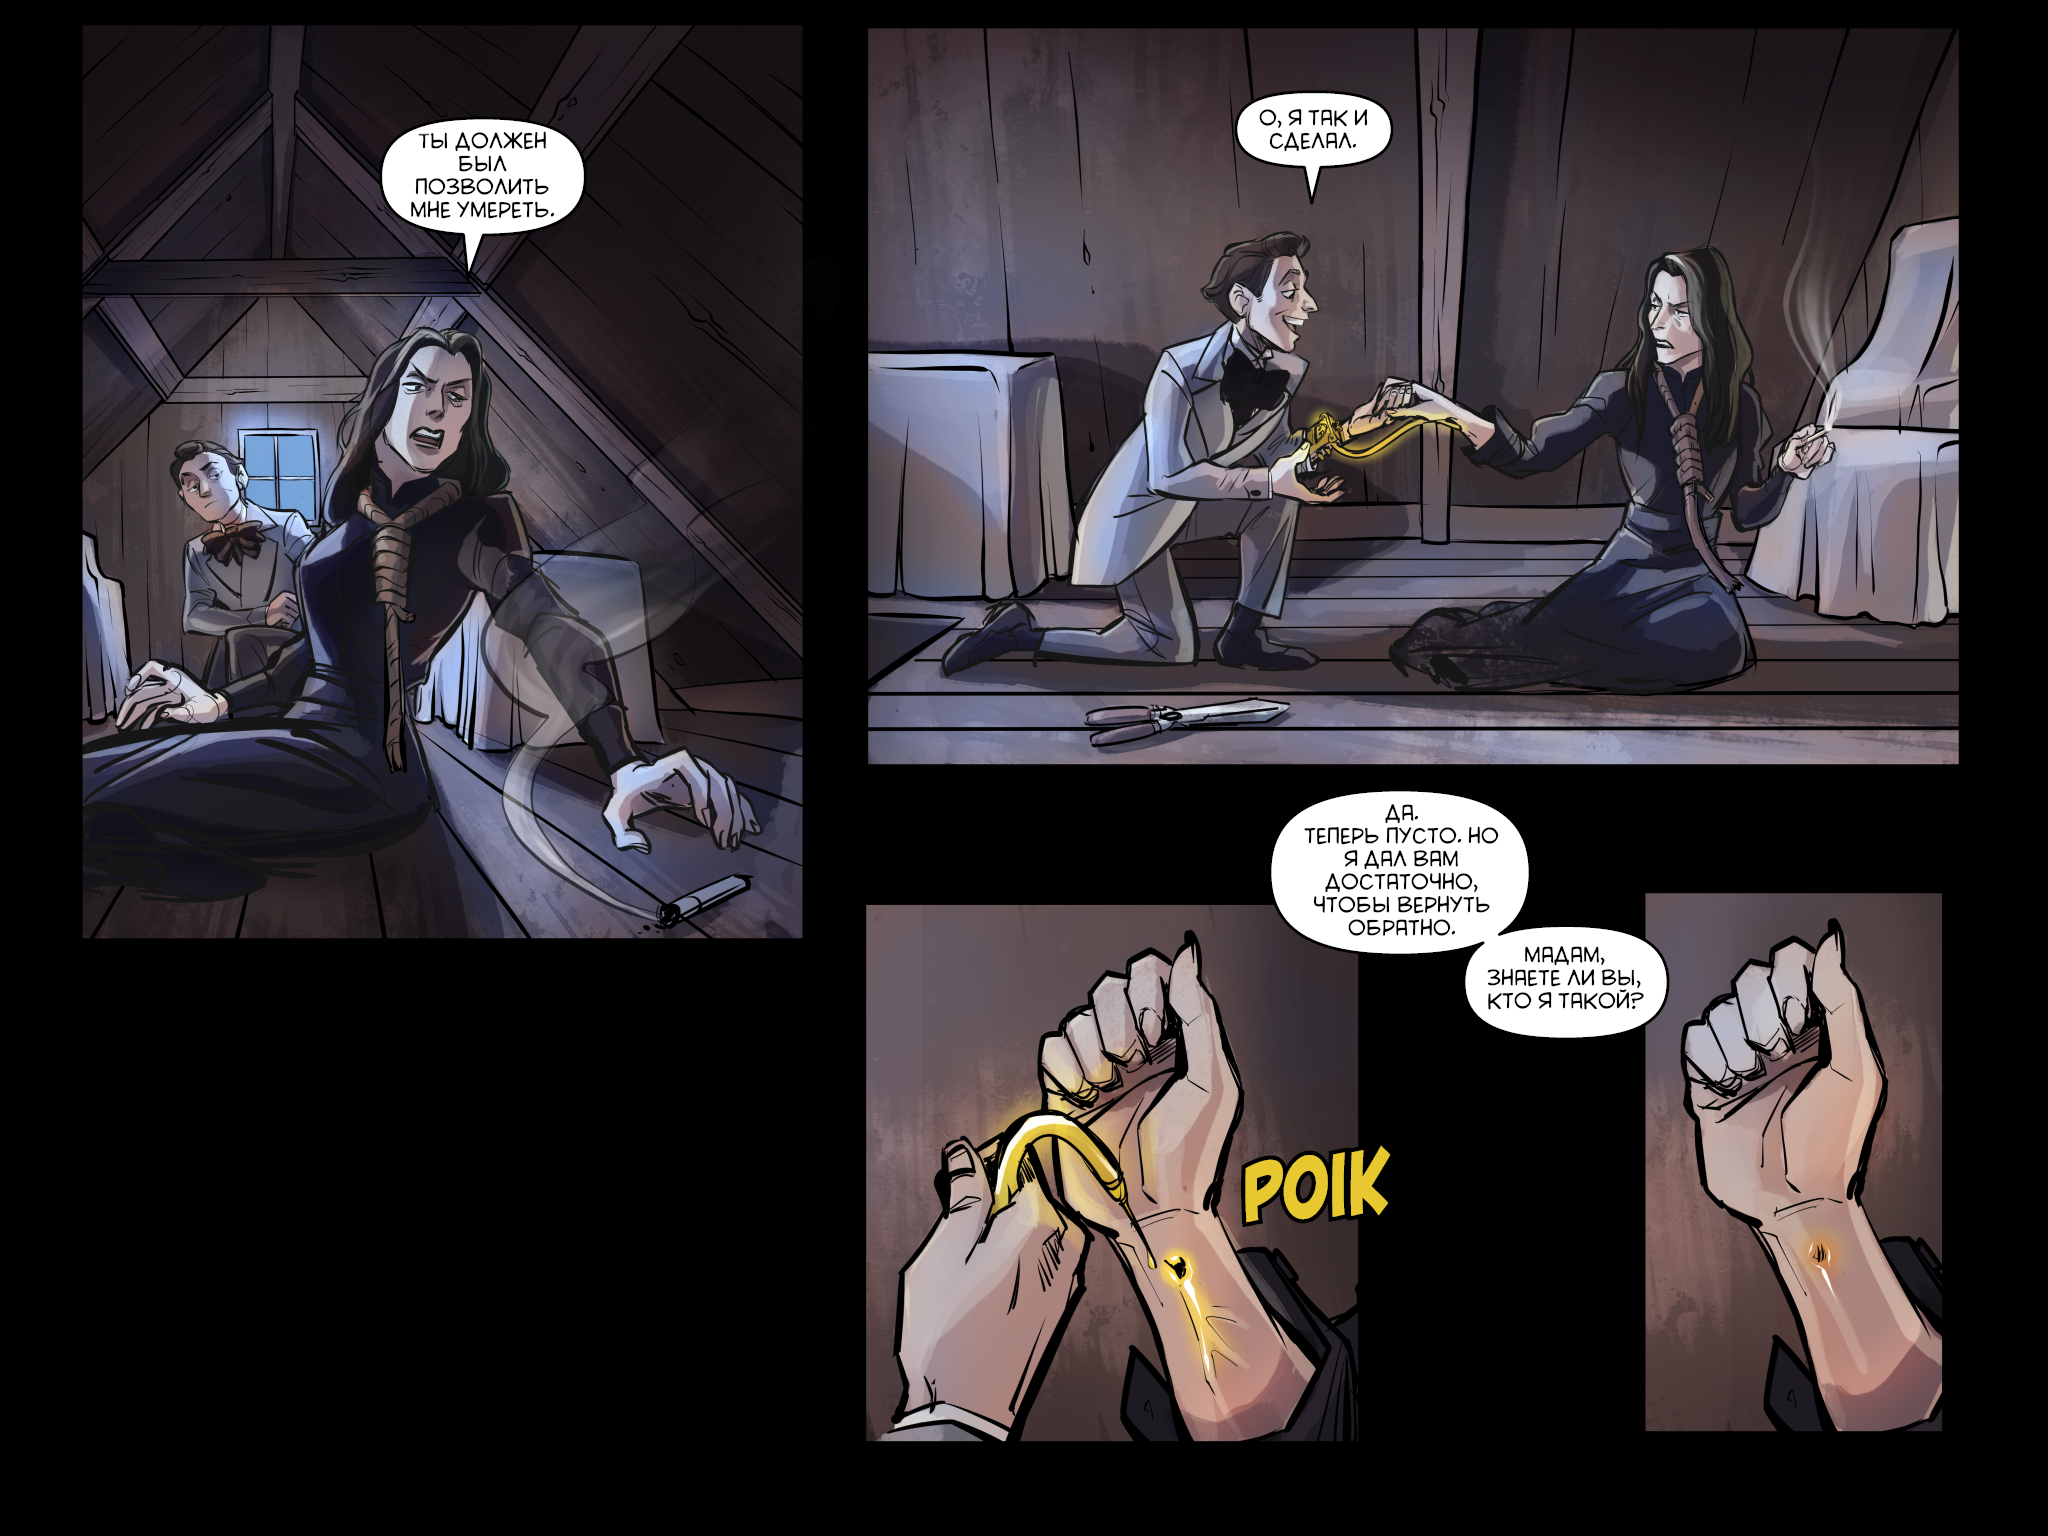 ТЫ ДОЛЖЕН
БЫЛ
ПОЗВОЛИТЬ
МНЕ УМЕРЕТЬ.
О, Я ТАК И
СДЕЛАЛ.
ДА.
ТЕПЕРЬ ПУСТО. НО
Я ДАЛ ВАМ
ДОСТАТОЧНО,
ЧТОБЫ ВЕРНУТЬ
ОБРАТНО.
МАДАМ,
ЗНАЕТЕ ЛИ ВЫ,
КТО Я ТАКОЙ?
POIK